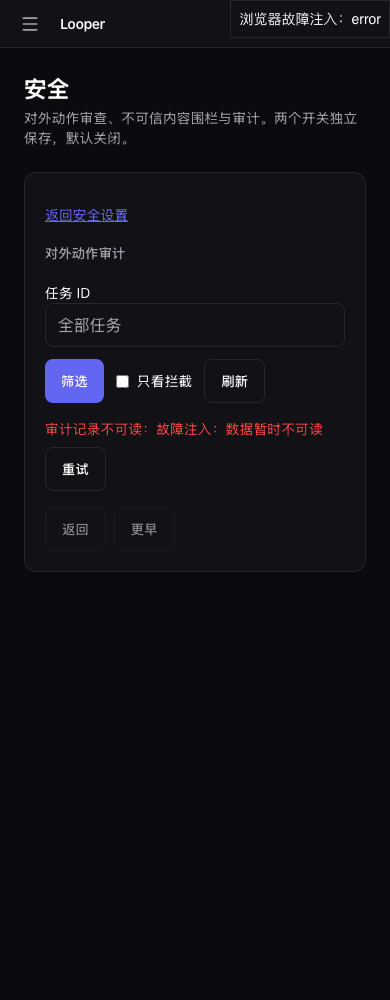 Looper
浏览器故障注入：error
安全
对外动作审查、不可信内容围栏与审计。两个开关独立
保存，默认关闭。
返回安全设置
对外动作审计
任务 ID
全部任务
筛选
只看拦截
刷新
审计记录不可读：故障注入：数据暂时不可读
重试
返回
更早